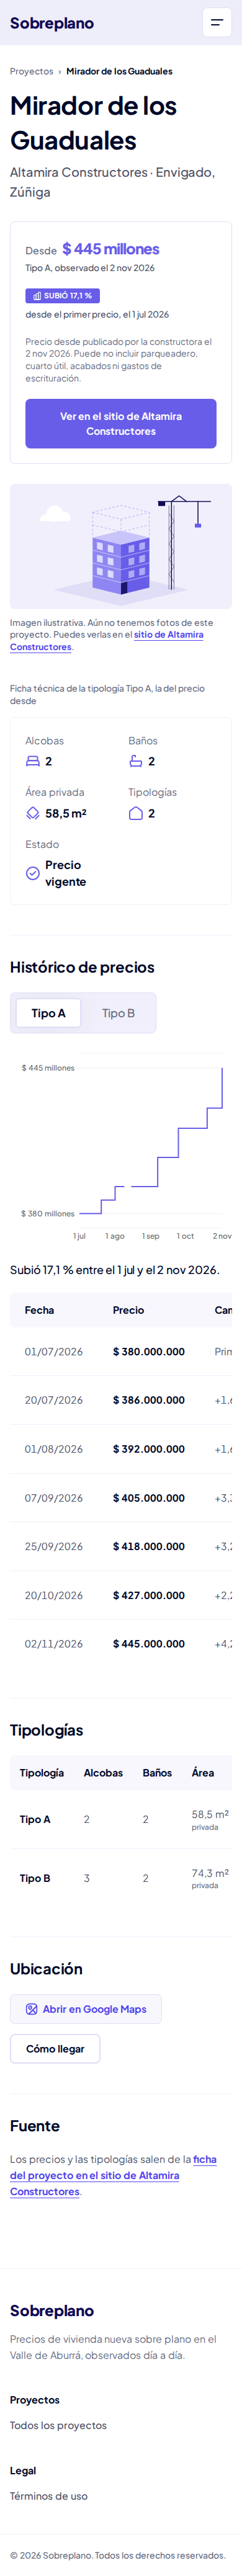 Sobreplano
Proyectos › Mirador de los Guaduales
Mirador de los
Guaduales
Altamira Constructores · Envigado,
Zúñiga
Desde $ 445 millones
Tipo A, observado el 2 nov 2026
SUBIÓ 17,1 %
desde el primer precio, el 1 jul 2026
Precio desde publicado por la constructora el
2 nov 2026. Puede no incluir parqueadero,
cuarto útil, acabados ni gastos de
escrituración.
Ver en el sitio de Altamira
Constructores
Imagen ilustrativa. Aún no tenemos fotos de este
proyecto. Puedes verlas en el sitio de Altamira
Constructores.
Ficha técnica de la tipología Tipo A, la del precio
desde
Alcobas
2
Baños
2
Área privada
58,5 m²
Tipologías
2
Estado
Precio
vigente
Histórico de precios
Tipo A
Tipo B
$ 445 millones
$ 380 millones
1 jul 1 ago 1 sep 1 oct 2 nov
Subió 17,1 % entre el 1 jul y el 2 nov 2026.
Fecha Precio
01/07/2026 $ 380.000.000
20/07/2026 $ 386.000.000
01/08/2026 $ 392.000.000
07/09/2026 $ 405.000.000
25/09/2026 $ 418.000.000
20/10/2026 $ 427.000.000
02/11/2026 $ 445.000.000
Tipologías
Tipología Alcobas Baños Área
Tipo A 2 2 58,5 m²
privada
Tipo B 3 2 74,3 m²
privada
Ubicación
Abrir en Google Maps
Cómo llegar
Fuente
Los precios y las tipologías salen de la ficha
del proyecto en el sitio de Altamira
Constructores.
Sobreplano
Precios de vivienda nueva sobre plano en el
Valle de Aburrá, observados día a día.
Proyectos
Todos los proyectos
Legal
Términos de uso
© 2026 Sobreplano. Todos los derechos reservados.